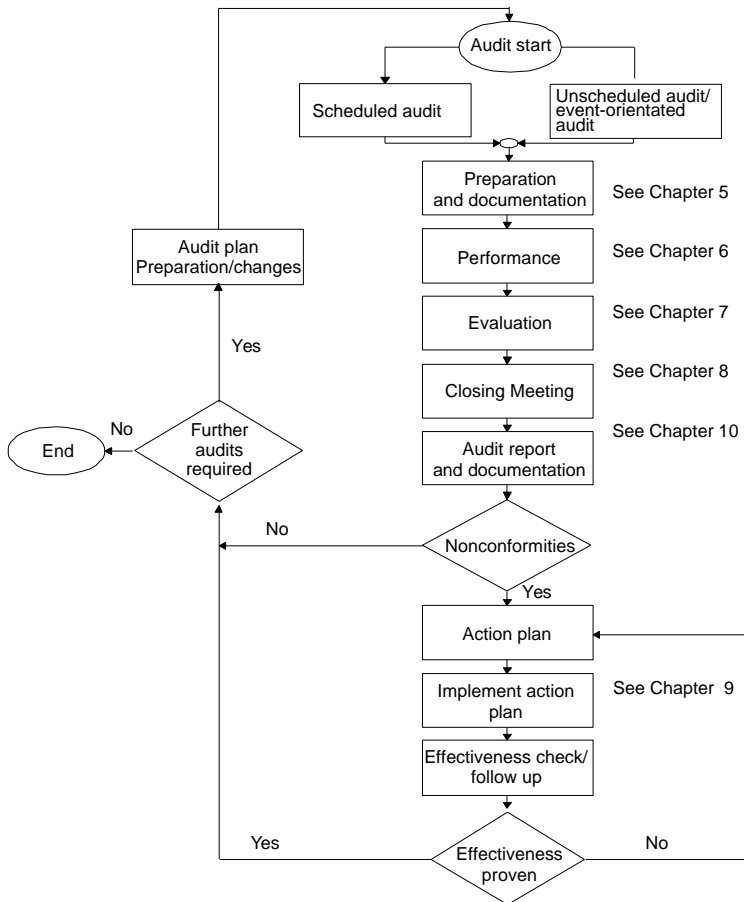 Audit start
Scheduled audit
Unscheduled audit/
event-orientated
audit
Preparation
and documentation
See Chapter 5
Audit plan
Preparation/changes
Performance
See Chapter 6
Evaluation
See Chapter 7
Yes
Closing Meeting
See Chapter 8
End
No
Further
audits
required
Audit report
and documentation
See Chapter 10
No
Nonconformities
Yes
Action plan
Implement action
plan
See Chapter 9
Effectiveness check/
follow up
Yes
Effectiveness
proven
No